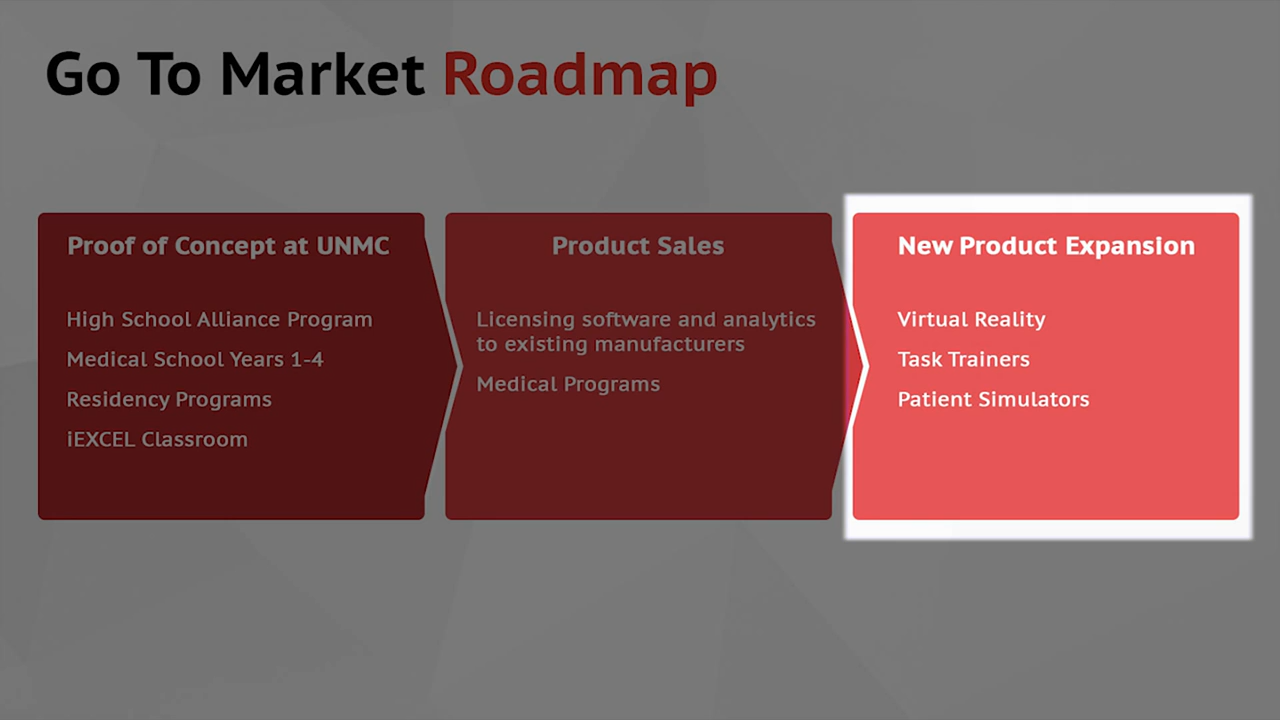 Go To Market Roadmap
Proof of Concept at UNMC
High School Alliance Program
Medical School Years 1-4
Residency Programs
iEXCEL Classroom
Product Sales
Licensing software and analytics
to existing manufacturers
Medical Programs
New Product Expansion
Virtual Reality
Task Trainers
Patient Simulators